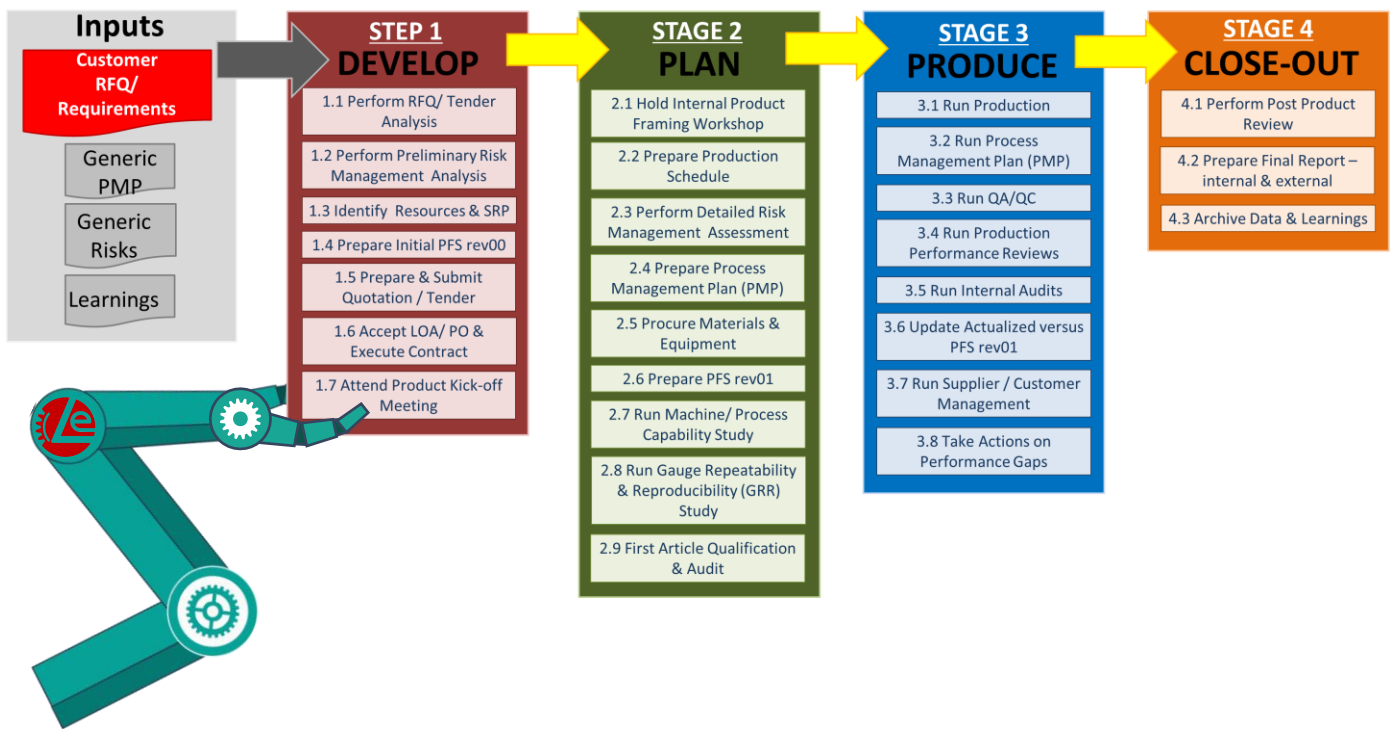 Inputs
Customer
RFQ/
Requirements
Generic
PMP
Generic
Risks
Learnings
STEP 1
DEVELOP
1.1 Perform RFQ/ Tender
Analysis
1.2 Perform Preliminary Risk
Management Analysis
1.3 Identify Resources & SRP
1.4 Prepare Initial PFS rev00
1.5 Prepare & Submit
Quotation / Tender
1.6 Accept LOA/ PO &
Execute Contract
1.7 Attend Product Kick-off
Meeting
STAGE 2
PLAN
2.1 Hold Internal Product
Framing Workshop
2.2 Prepare Production
Schedule
2.3 Perform Detailed Risk
Management Assessment
2.4 Prepare Process
Management Plan (PMP)
2.5 Procure Materials &
Equipment
2.6 Prepare PFS rev01
2.7 Run Machine/ Process
Capability Study
2.8 Run Gauge Repeatability
& Reproducibility (GRR)
Study
2.9 First Article Qualification
& Audit
STAGE 3
PRODUCE
3.1 Run Production
3.2 Run Process
Management Plan (PMP)
3.3 Run QA/QC
3.4 Run Production
Performance Reviews
3.5 Run Internal Audits
3.6 Update Actualized versus
PFS rev01
3.7 Run Supplier / Customer
Management
3.8 Take Actions on
Performance Gaps
STAGE 4
CLOSE-OUT
4.1 Perform Post Product
Review
4.2 Prepare Final Report –
internal & external
4.3 Archive Data & Learnings